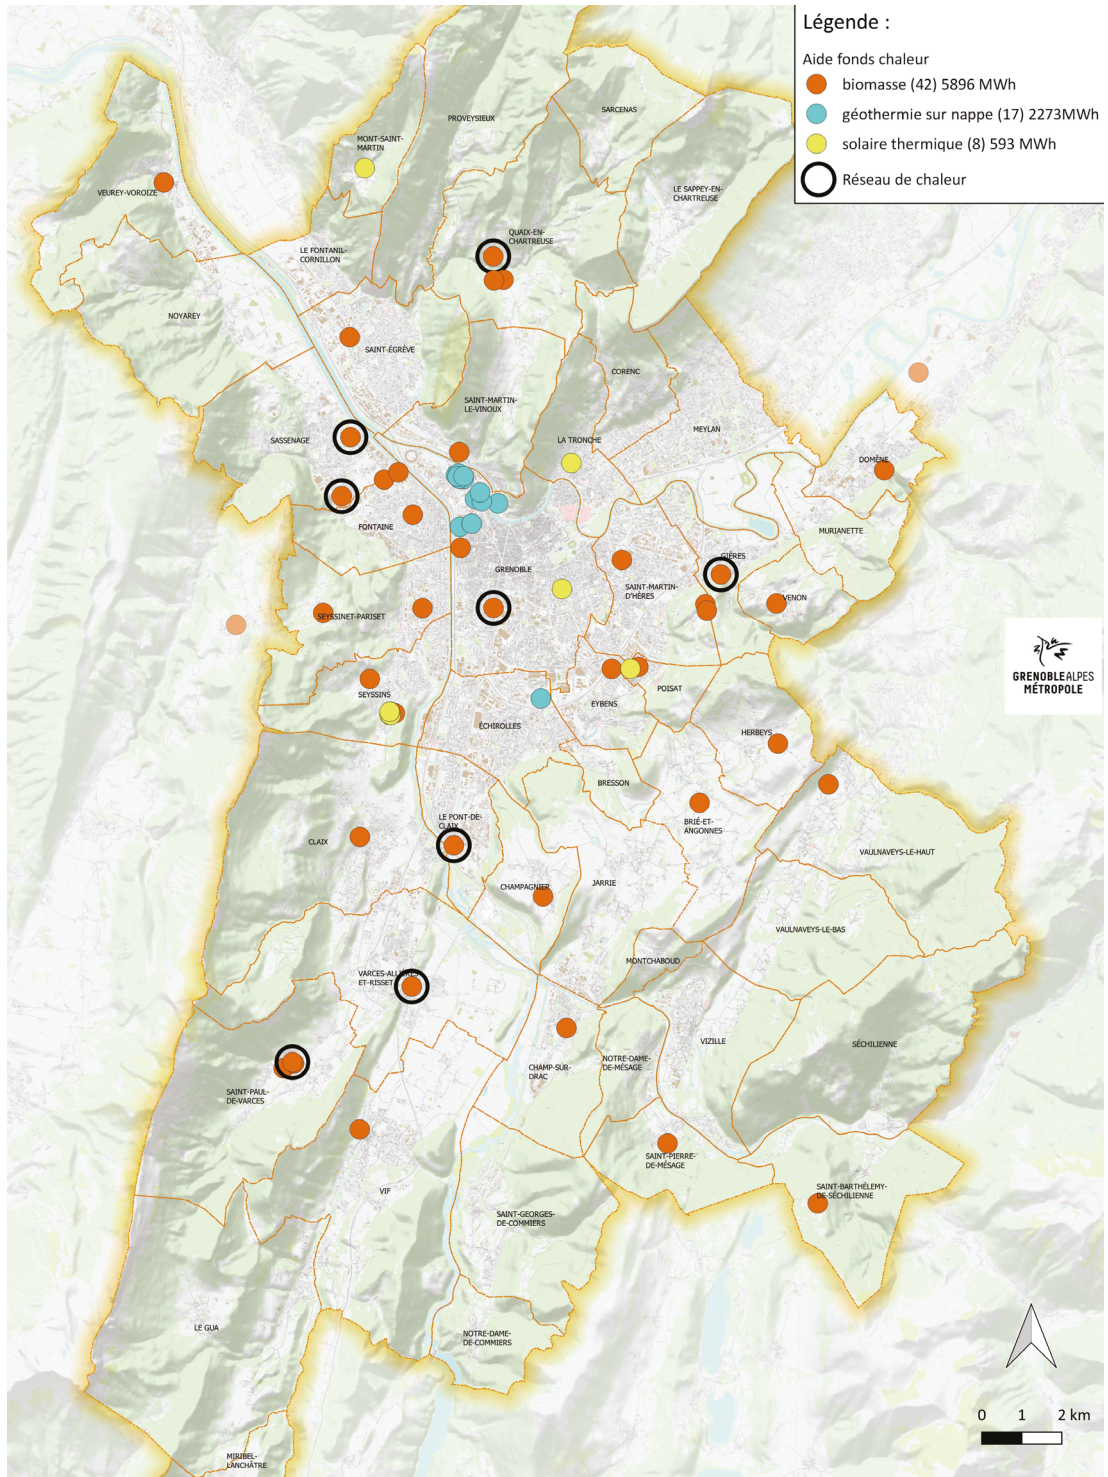 Légende :
Aide fonds chaleur
biomasse (42) 5896 MWh
géothermie sur nappe (17) 2273MWh
solaire thermique (8) 593 MWh
Réseau de chaleur
SARCENAS
PROVEYSIEUX
MONT-SAINT-
MARTIN
VEUREY-VOROIZE
LE SAPPEY-EN-
CHARTREUSE
QUAIX-EN-
CHARTREUSE
LE FONTANIL-
CORNILLON
NOYAREY
SAINT-ÉGRÈVE
CORENC
SAINT-MARTIN-
LE-VINOUX
MEYLAN
SASSENAGE
LA TRONCHE
DOMÈNE
FONTAINE
MURIANETTE
GIÈRES
GRENOBLE
SAINT-MARTIN-
D'HÈRES
VENON
SEYSSINET-PARISET
GRENOBLEALPES
MÉTROPOLE
POISAT
SEYSSINS
EYBENS
ÉCHIROLLES
HERBEYS
BRESSON
LE PONT-DE-
CLAIX
BRIÉ-ET-
ANGONNES
CLAIX
VAULNAVEYS-LE-HAUT
CHAMPAGNIER
JARRIE
VAULNAVEYS-LE-BAS
MONTCHABOUD
VARCES-ALLIÈRES-
ET-RISSET
VIZILLE
SÉCHILIENNE
CHAMP-SUR-
DRAC
NOTRE-DAME-
DE-MÉSAGE
SAINT-PAUL-
DE-VARCES
SAINT-PIERRE-
DE-MÉSAGE
VIF
SAINT-BARTHÉLEMY-
DE-SÉCHILIENNE
SAINT-GEORGES-
DE-COMMIERS
LE GUA
NOTRE-DAME-
DE-COMMIERS
0 1 2 km
MIRIBEL-
LANCHÂTRE